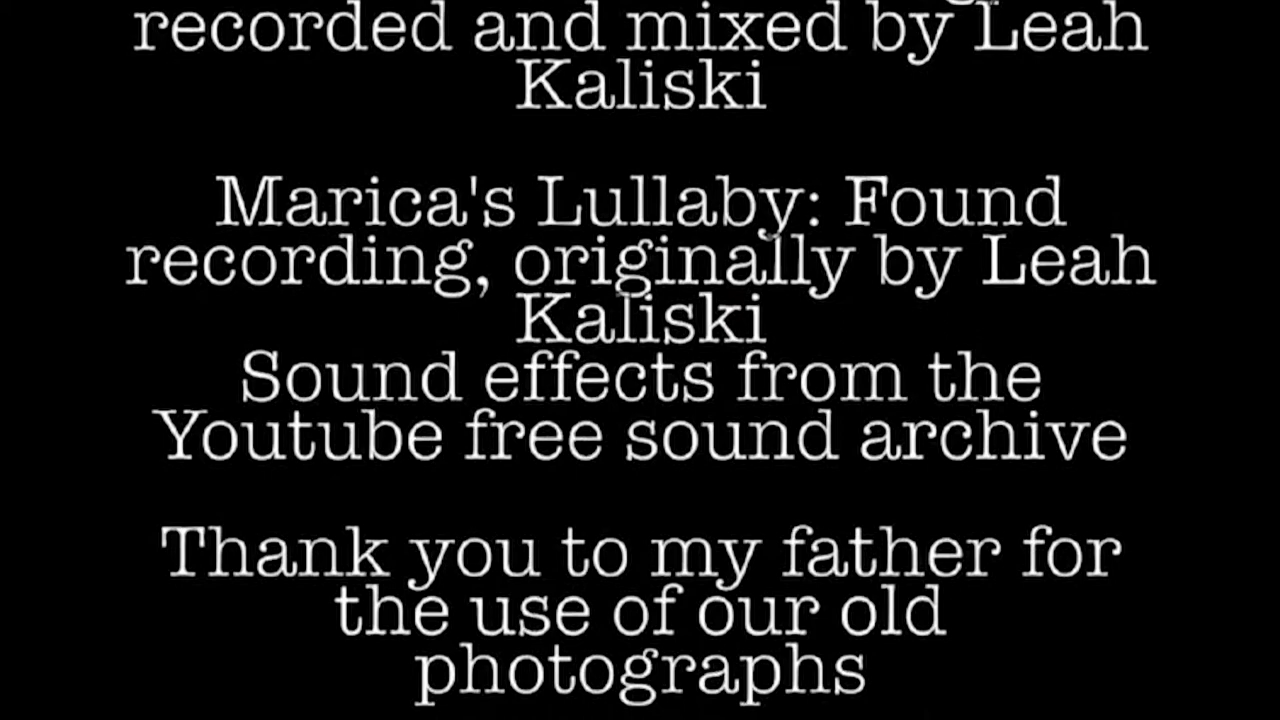 recorded and mixed by Leah
Kaliski
Marica's Lullaby: Found
recording, originally by Leah
Kaliski
Sound effects from the
Youtube free sound archive
Thank you to my father for
the use of our old
photographs